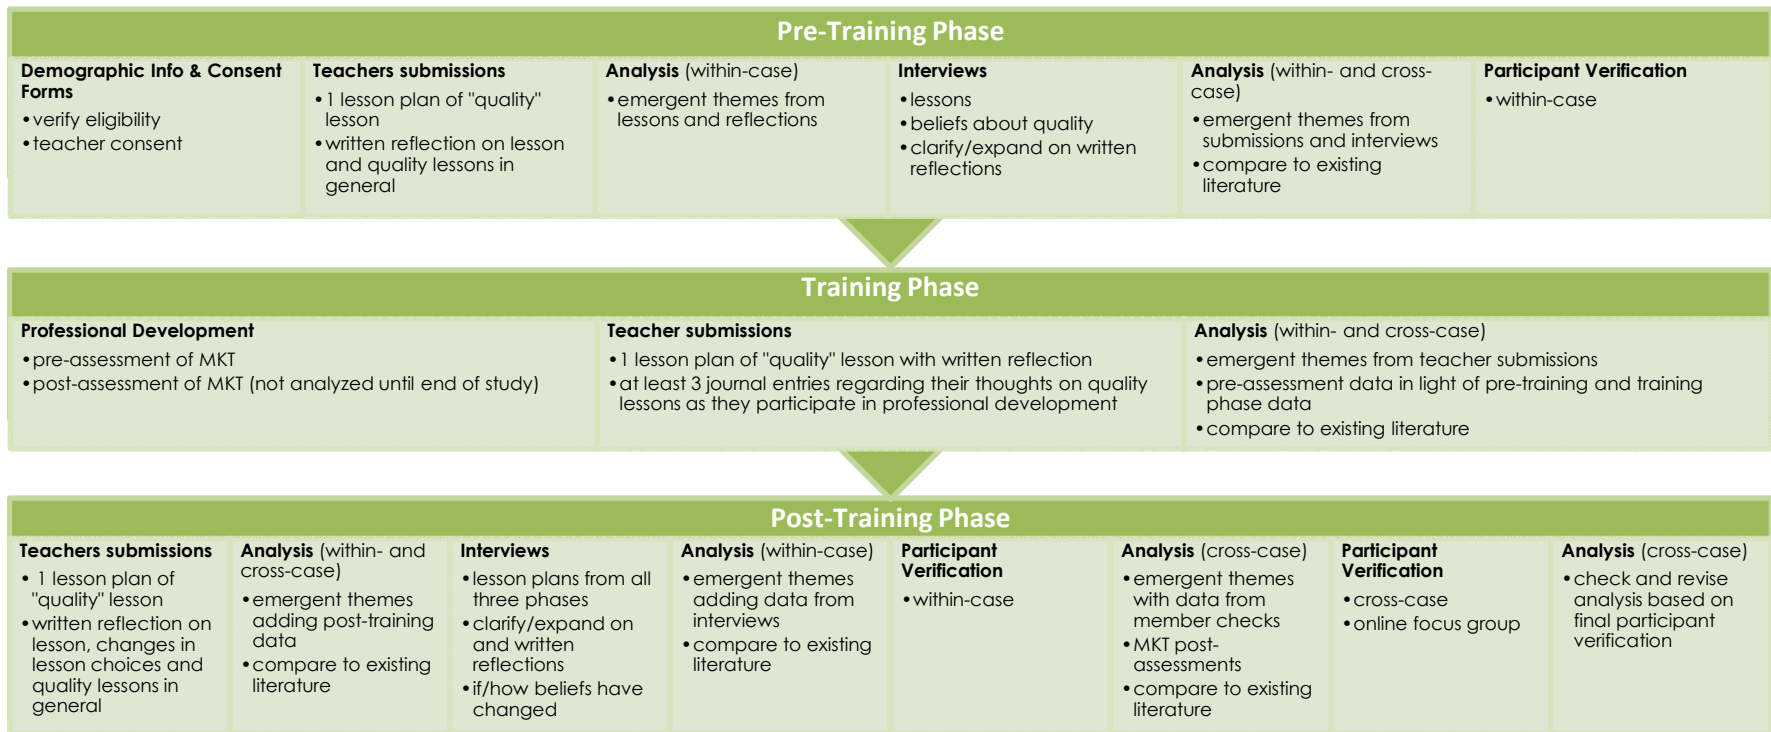 Pre-Training Phase
Demographic Info & Consent
Forms
•verify eligibility
•teacher consent
Teachers submissions
•1 lesson plan of "quality"
lesson
•written reflection on lesson
and quality lessons in
general
Analysis (within-case)
•emergent themes from
lessons and reflections
Interviews
•lessons
•beliefs about quality
•clarify/expand on written
reflections
Analysis (within- and cross-
case)
•emergent themes from
submissions and interviews
•compare to existing
literature
Participant Verification
•within-case
Training Phase
Professional Development
•pre-assessment of MKT
•post-assessment of MKT (not analyzed until end of study)
Teacher submissions
•1 lesson plan of "quality" lesson with written reflection
•at least 3 journal entries regarding their thoughts on quality
lessons as they participate in professional development
Analysis (within- and cross-case)
•emergent themes from teacher submissions
•pre-assessment data in light of pre-training and training
phase data
•compare to existing literature
Post-Training Phase
Teachers submissions
• 1 lesson plan of
"quality" lesson
•written reflection on
lesson, changes in
lesson choices and
quality lessons in
general
Analysis (within- and
cross-case)
•emergent themes
adding post-training
data
•compare to existing
literature
Interviews
•lesson plans from all
three phases
•clarify/expand on
and written
reflections
•if/how beliefs have
changed
Analysis (within-case)
•emergent themes
adding data from
interviews
•compare to existing
literature
Participant
Verification
•within-case
Analysis (cross-case)
•emergent themes
with data from
member checks
•MKT post-
assessments
•compare to existing
literature
Participant
Verification
•cross-case
•online focus group
Analysis (cross-case)
•check and revise
analysis based on
final participant
verification